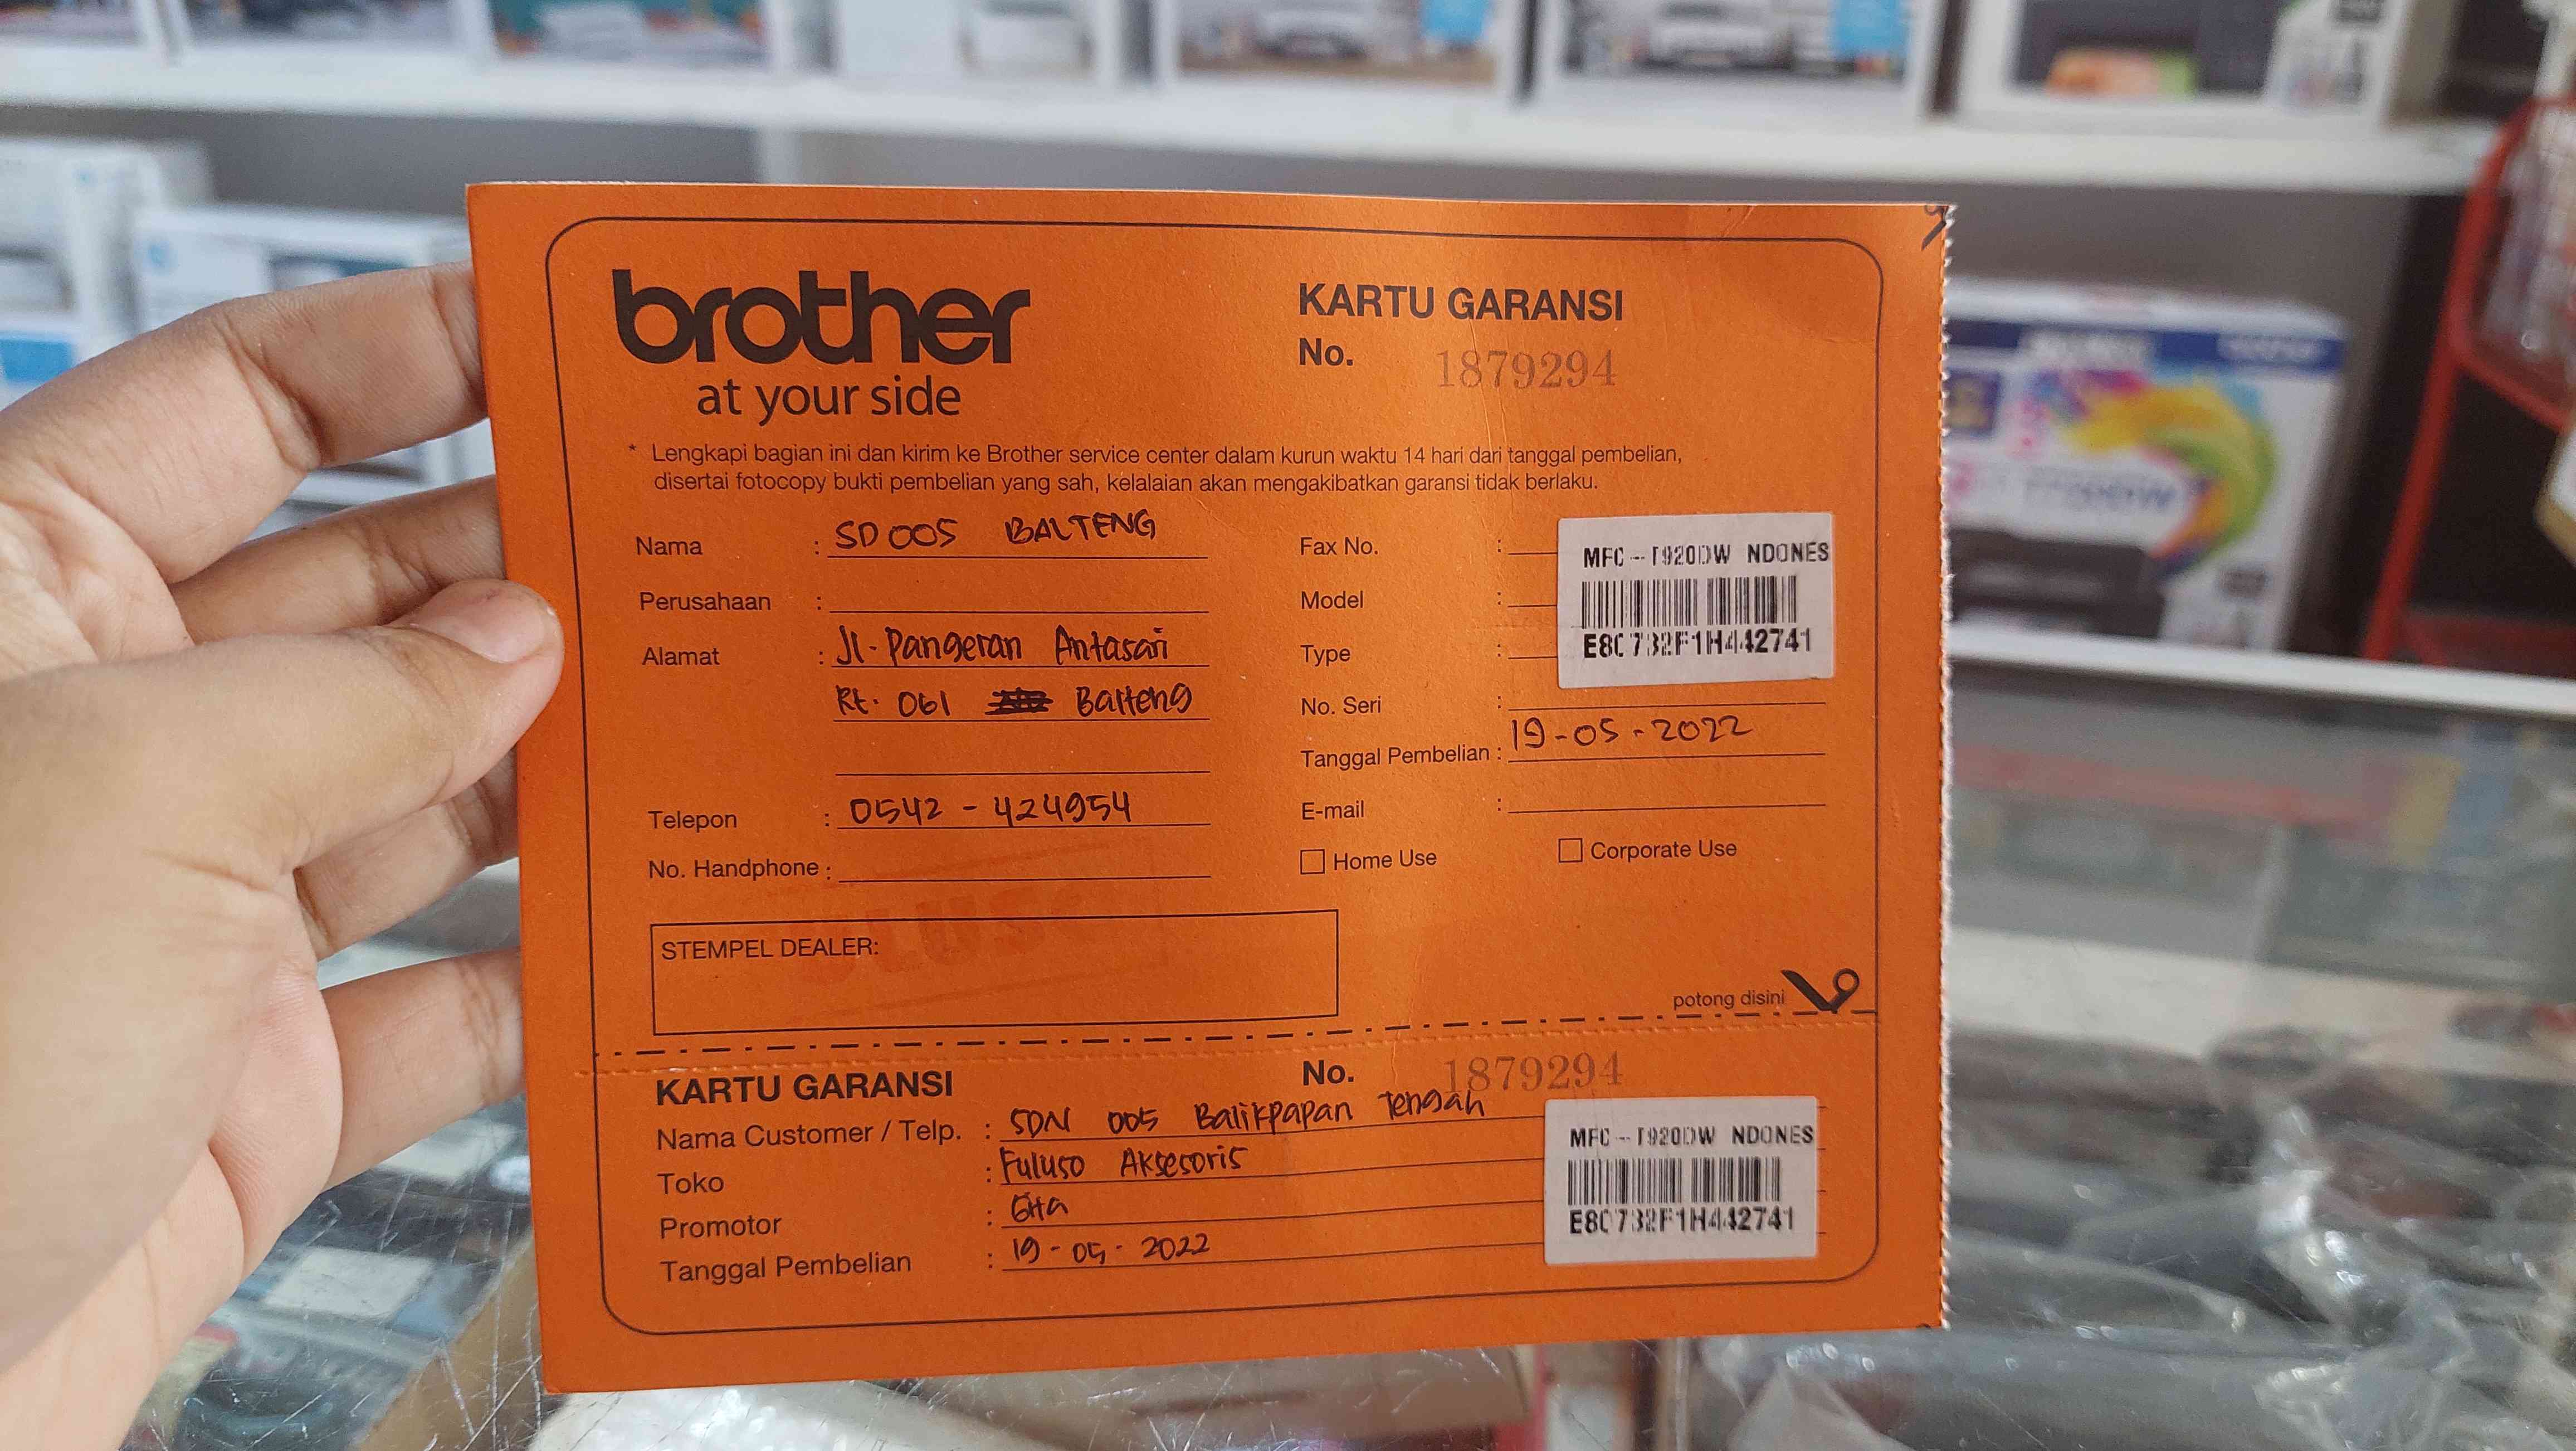 brother
at your side
KARTU GARANSI
No. 1879294
* Lengkapi bagian ini dan kirim ke Brother service center dalam kurun waktu 14 hari dari tanggal pembelian,
disertai fotocopy bukti pembelian yang sah, kelalaian akan mengakibatkan garansi tidak berlaku.
Nama : SD 005 BALTENG
Perusahaan :
Alamat : Jl. Pangeran Antasari
Rt. 061 Balteng
Telepon : 0542 - 424954
No. Handphone :
Fax No. :
Model :
Type :
No. Seri :
MFC-T920DW NDONES
E80732F1H442741
Tanggal Pembelian : 19-05-2022
E-mail :
Home Use
Corporate Use
STEMPEL DEALER:
potong disini
KARTU GARANSI
No. 1879294
Nama Customer / Telp. : SDN 005 Balikpapan Tengah
Toko : Fuluso Aksesoris
Promotor : Gita
Tanggal Pembelian : 19-05-2022
MFC-T920DW NDONES
E80732F1H442741